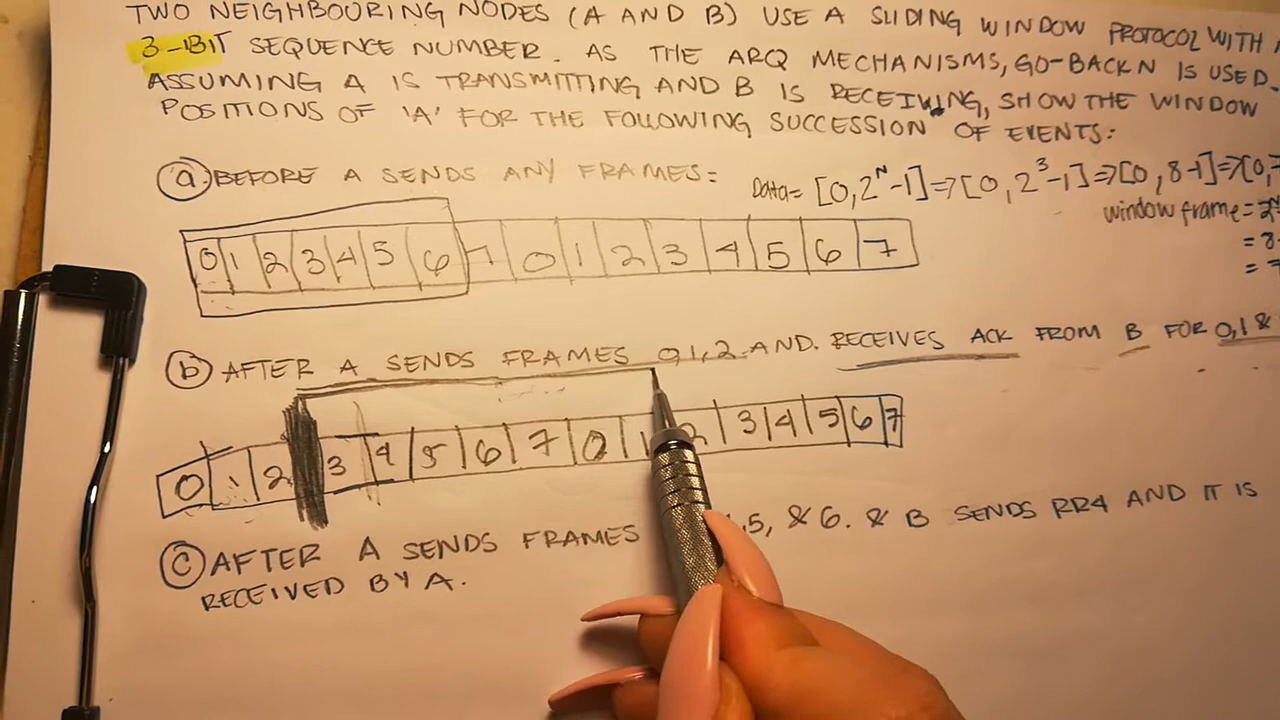 TWO NEIGHBOURING NODES (A AND B) USE A SLIDING WINDOW PROTOCOL WITH A
3-BIT SEQUENCE NUMBER. AS THE ARQ MECHANISMS, GO-BACK N IS USED.
ASSUMING A IS TRANSMITTING AND B IS RECEIVING, SHOW THE WINDOW
POSITIONS OF 'A' FOR THE FOLLOWING SUCCESSION OF EVENTS:
(a) BEFORE A SENDS ANY FRAMES:
Data = [0, 2^N-1] => [0, 2^3-1] => [0, 8-1] => [0,
window frame = 2
= 8
= 7
0 1 2 3 4 5 6 7 0 1 2 3 4 5 6 7
(b) AFTER A SENDS FRAMES 0,1,2 AND RECEIVES ACK FROM B FOR 0,1 &
0 1 2 3 4 5 6 7 0 1 2 3 4 5 6 7
(c) AFTER A SENDS FRAMES 5, & 6. & B SENDS RR4 AND IT IS
RECEIVED BY A.